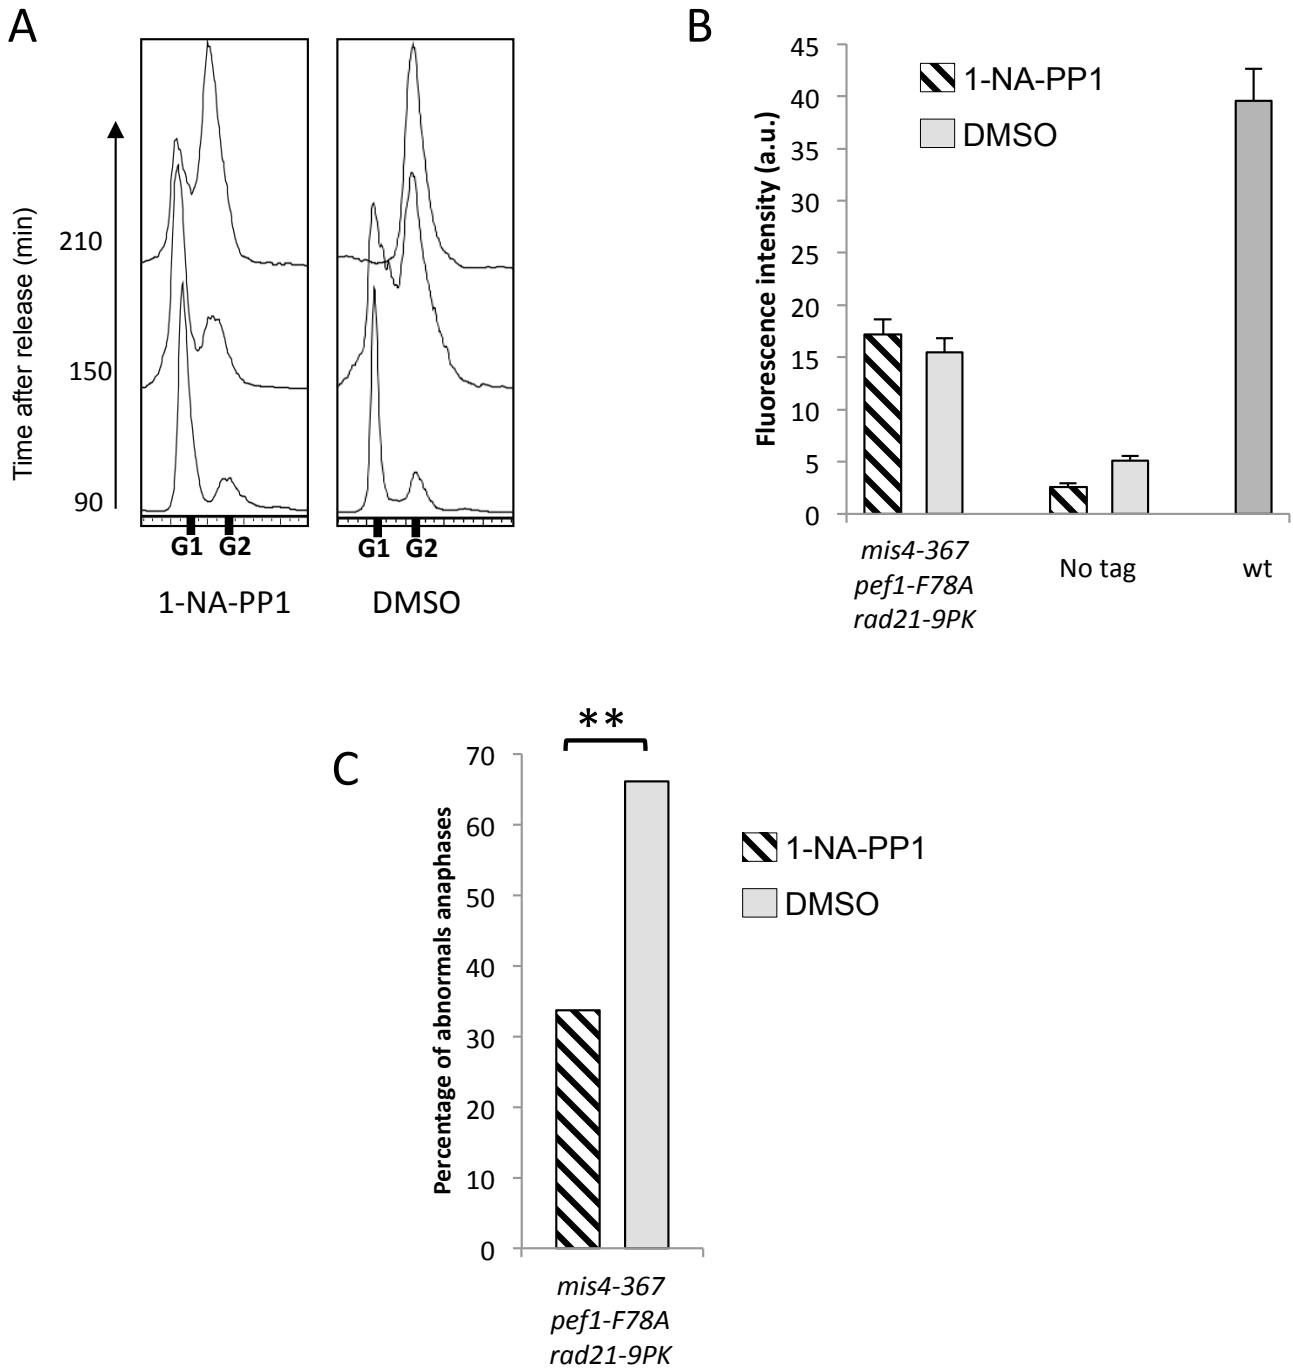 A
Time after release (min)
210
150
90
G1 G2
G1 G2
1-NA-PP1
DMSO
B
Fluorescence intensity (a.u.)
45
40
35
30
25
20
15
10
5
0
1-NA-PP1
DMSO
mis4-367
pef1-F78A
rad21-9PK
No tag
wt
C
Percentage of abnormals anaphases
70
60
50
40
30
20
10
0
**
1-NA-PP1
DMSO
mis4-367
pef1-F78A
rad21-9PK